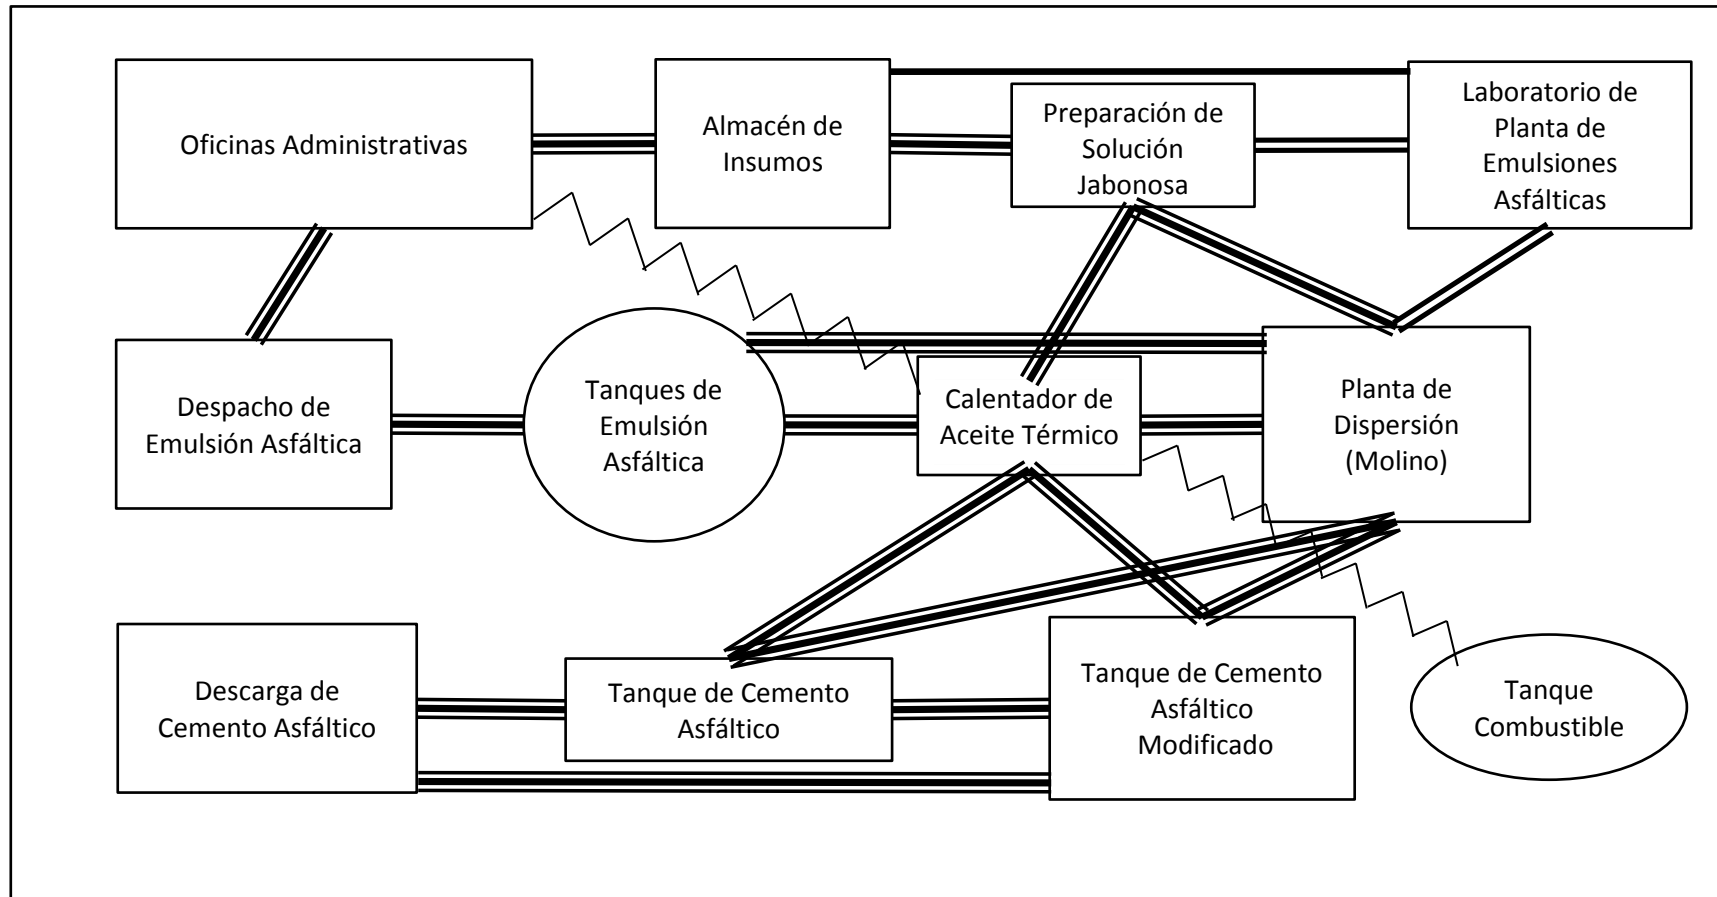 Oficinas Administrativas
Almacén de
Insumos
Preparación de
Solución
Jabonosa
Laboratorio de
Planta de
Emulsiones
Asfálticas
Despacho de
Emulsión Asfáltica
Tanques de
Emulsión
Asfáltica
Calentador de
Aceite Térmico
Planta de
Dispersión
(Molino)
Descarga de
Cemento Asfáltico
Tanque de Cemento
Asfáltico
Tanque de Cemento
Asfáltico
Modificado
Tanque
Combustible